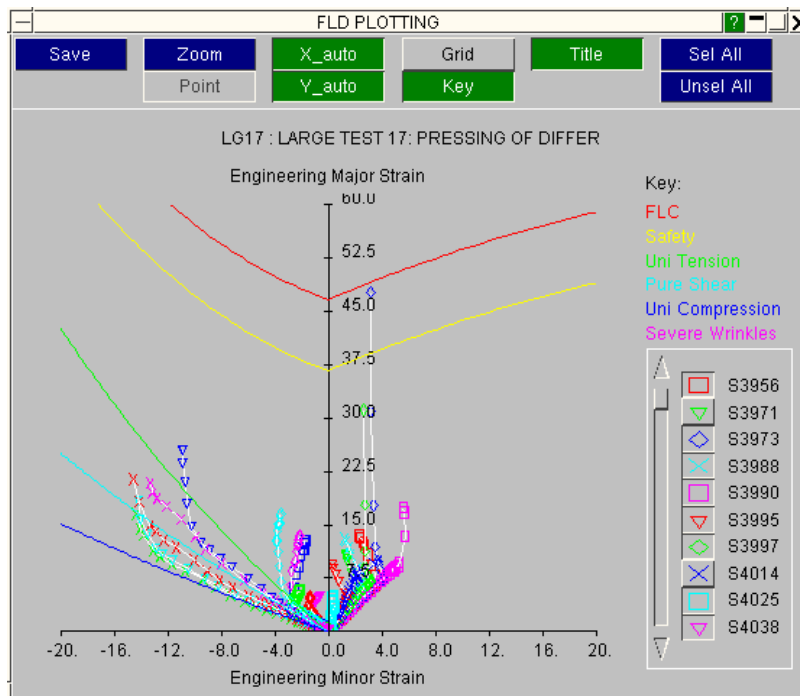 FLD PLOTTING
?
X
Save Zoom X_auto Grid Title Sel All
Point Y_auto Key Unsel All
LG17 : LARGE TEST 17: PRESSING OF DIFFER
Engineering Major Strain
60.0
52.5
45.0
37.5
30.0
22.5
15.0
7.5
-20. -16. -12. -8.0 -4.0 0.0 4.0 8.0 12. 16. 20.
Engineering Minor Strain
Key:
FLC
Safety
Uni Tension
Pure Shear
Uni Compression
Severe Wrinkles
S3956
S3971
S3973
S3988
S3990
S3995
S3997
S4014
S4025
S4038